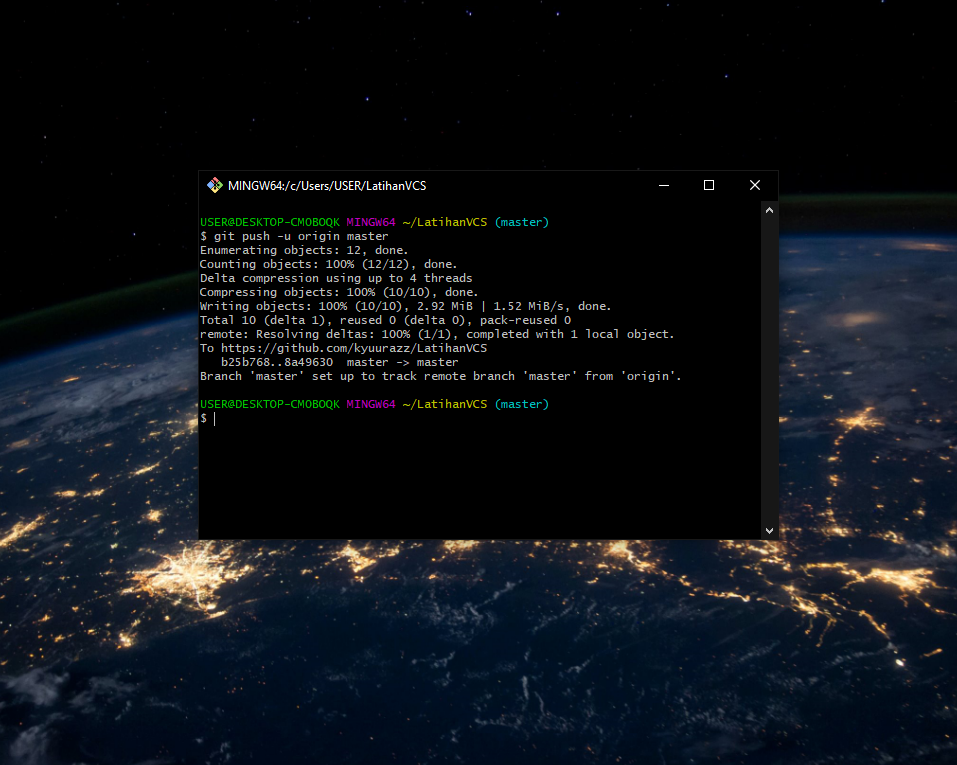 MINGW64:/c/Users/USER/LatihanVCS
USER@DESKTOP-CM0BOQK MINGW64 ~/LatihanVCS (master)
$ git push -u origin master
Enumerating objects: 12, done.
Counting objects: 100% (12/12), done.
Delta compression using up to 4 threads
Compressing objects: 100% (10/10), done.
Writing objects: 100% (10/10), 2.92 MiB | 1.52 MiB/s, done.
Total 10 (delta 1), reused 0 (delta 0), pack-reused 0
remote: Resolving deltas: 100% (1/1), completed with 1 local object.
To https://github.com/kyuurazz/LatihanVCS
   b25b768..8a49630  master -> master
Branch 'master' set up to track remote branch 'master' from 'origin'.
USER@DESKTOP-CM0BOQK MINGW64 ~/LatihanVCS (master)
$